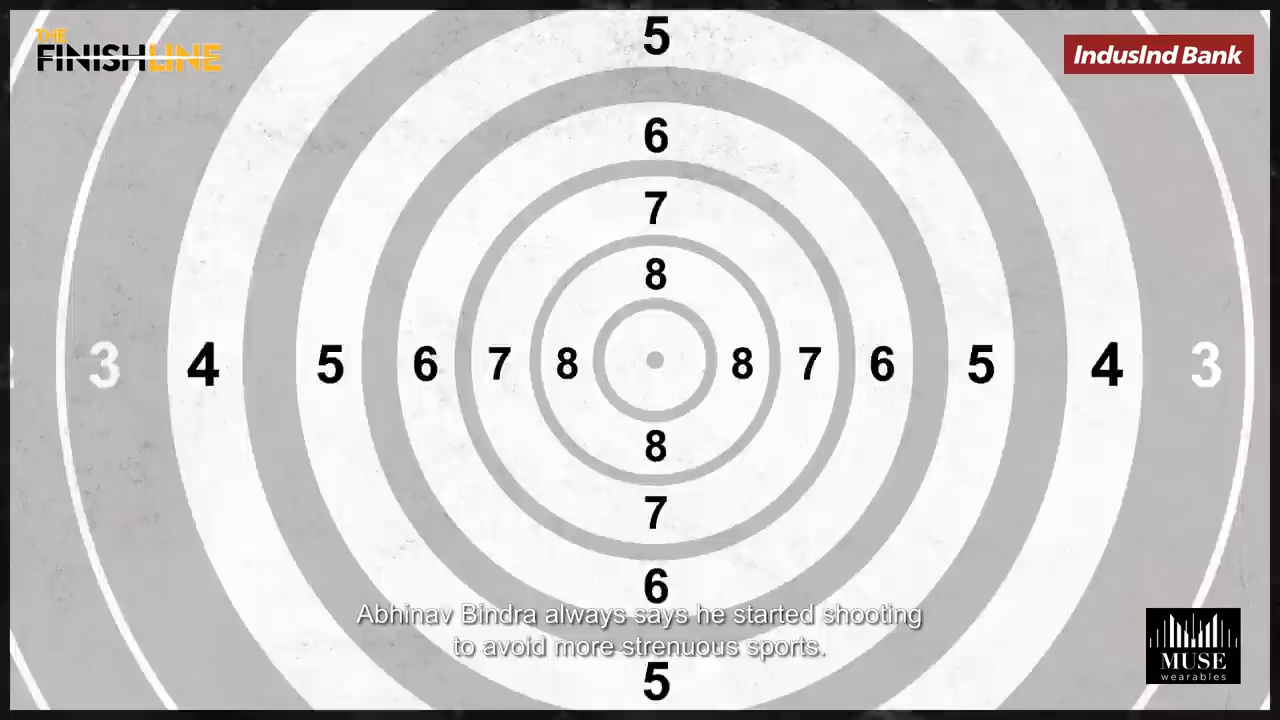 THE
FINISHLINE
IndusInd Bank
5
6
7
8
3 4 5 6 7 8 8 7 6 5 4 3
8
7
6
Abhinav Bindra always says he started shooting
to avoid more strenuous sports.
5
MUSE
wearables